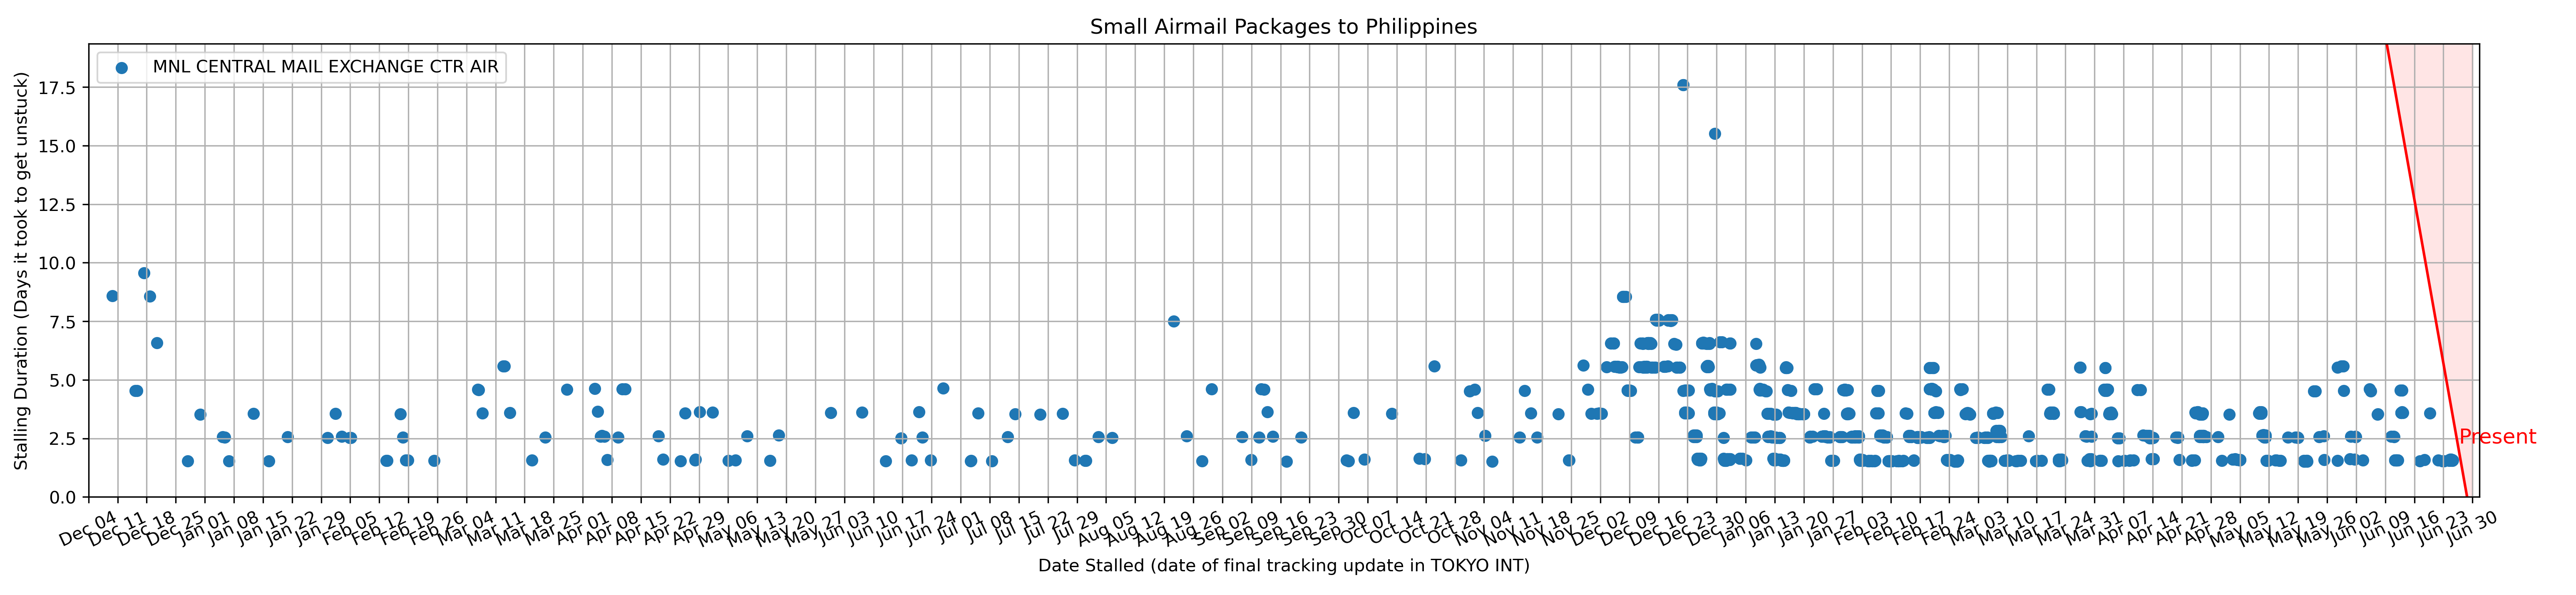 Small Airmail Packages to Philippines
MNL CENTRAL MAIL EXCHANGE CTR AIR
Stalling Duration (Days it took to get unstuck)
17.5
15.0
12.5
10.0
7.5
5.0
2.5
0.0
Present
Dec 04 Dec 11 Dec 18 Dec 25 Jan 01 Jan 08 Jan 15 Jan 22 Jan 29 Feb 05 Feb 12 Feb 19 Feb 26 Mar 04 Mar 11 Mar 18 Mar 25 Apr 01 Apr 08 Apr 15 Apr 22 Apr 29 May 06 May 13 May 20 May 27 Jun 03 Jun 10 Jun 17 Jun 24 Jul 01 Jul 08 Jul 15 Jul 22 Jul 29 Aug 05 Aug 12 Aug 19 Aug 26 Sep 02 Sep 09 Sep 16 Sep 23 Sep 30 Oct 07 Oct 14 Oct 21 Oct 28 Nov 04 Nov 11 Nov 18 Nov 25 Dec 02 Dec 09 Dec 16 Dec 23 Dec 30 Jan 06 Jan 13 Jan 20 Jan 27 Feb 03 Feb 10 Feb 17 Feb 24 Mar 03 Mar 10 Mar 17 Mar 24 Mar 31 Apr 07 Apr 14 Apr 21 Apr 28 May 05 May 12 May 19 May 26 Jun 02 Jun 09 Jun 16 Jun 23 Jun 30
Date Stalled (date of final tracking update in TOKYO INT)